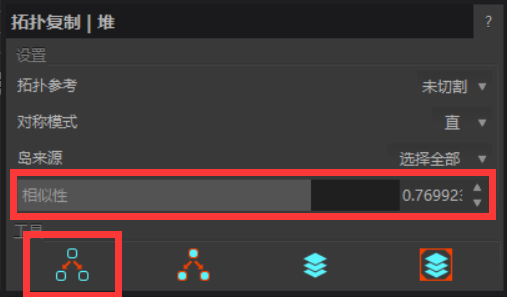 拓扑复制 | 堆 ?
设置
拓扑参考 未切割
对称模式 直
岛来源 选择全部
相似性 0.76992
工具